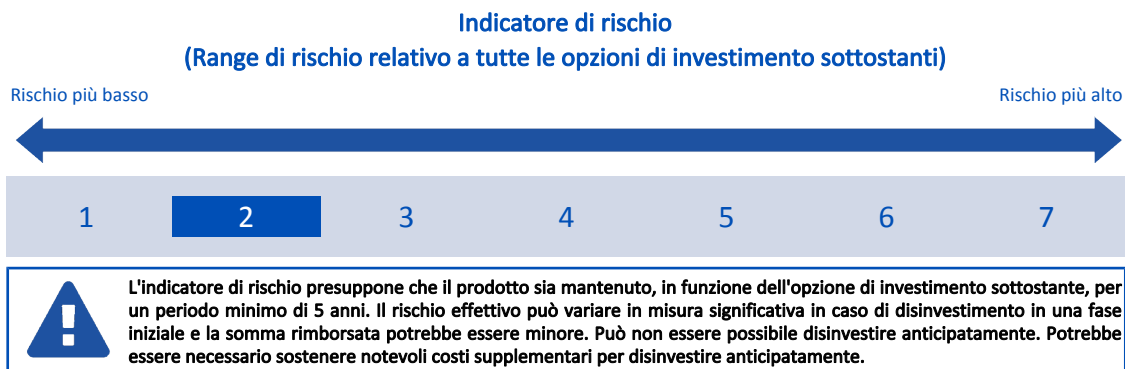 Indicatore di rischio
(Range di rischio relativo a tutte le opzioni di investimento sottostanti)
Rischio più basso Rischio più alto
1 2 3 4 5 6 7
L'indicatore di rischio presuppone che il prodotto sia mantenuto, in funzione dell'opzione di investimento sottostante, per
un periodo minimo di 5 anni. Il rischio effettivo può variare in misura significativa in caso di disinvestimento in una fase
iniziale e la somma rimborsata potrebbe essere minore. Può non essere possibile disinvestire anticipatamente. Potrebbe
essere necessario sostenere notevoli costi supplementari per disinvestire anticipatamente.